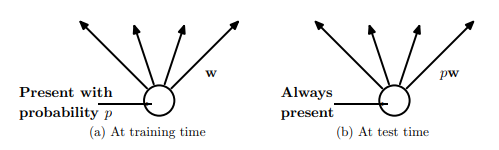 w
Present with
probability p
(a) At training time
pw
Always
present
(b) At test time